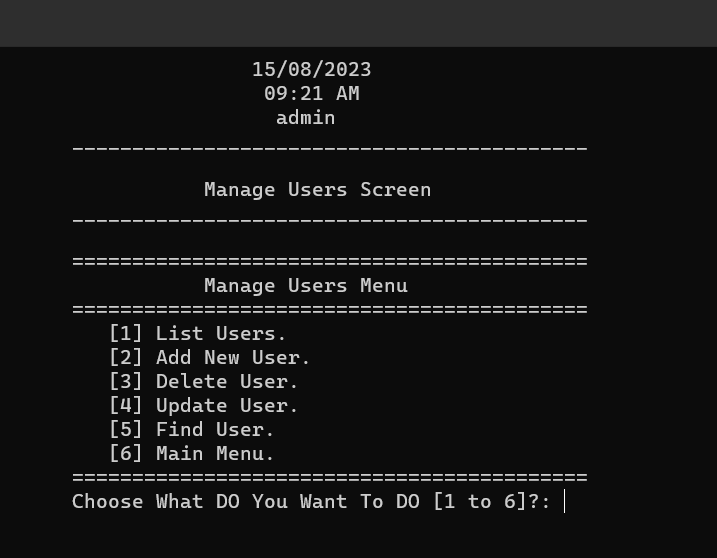 15/08/2023
09:21 AM
admin
___________________________________________
Manage Users Screen
___________________________________________
===========================================
Manage Users Menu
===========================================
[1] List Users.
[2] Add New User.
[3] Delete User.
[4] Update User.
[5] Find User.
[6] Main Menu.
===========================================
Choose What DO You Want To DO [1 to 6]?: